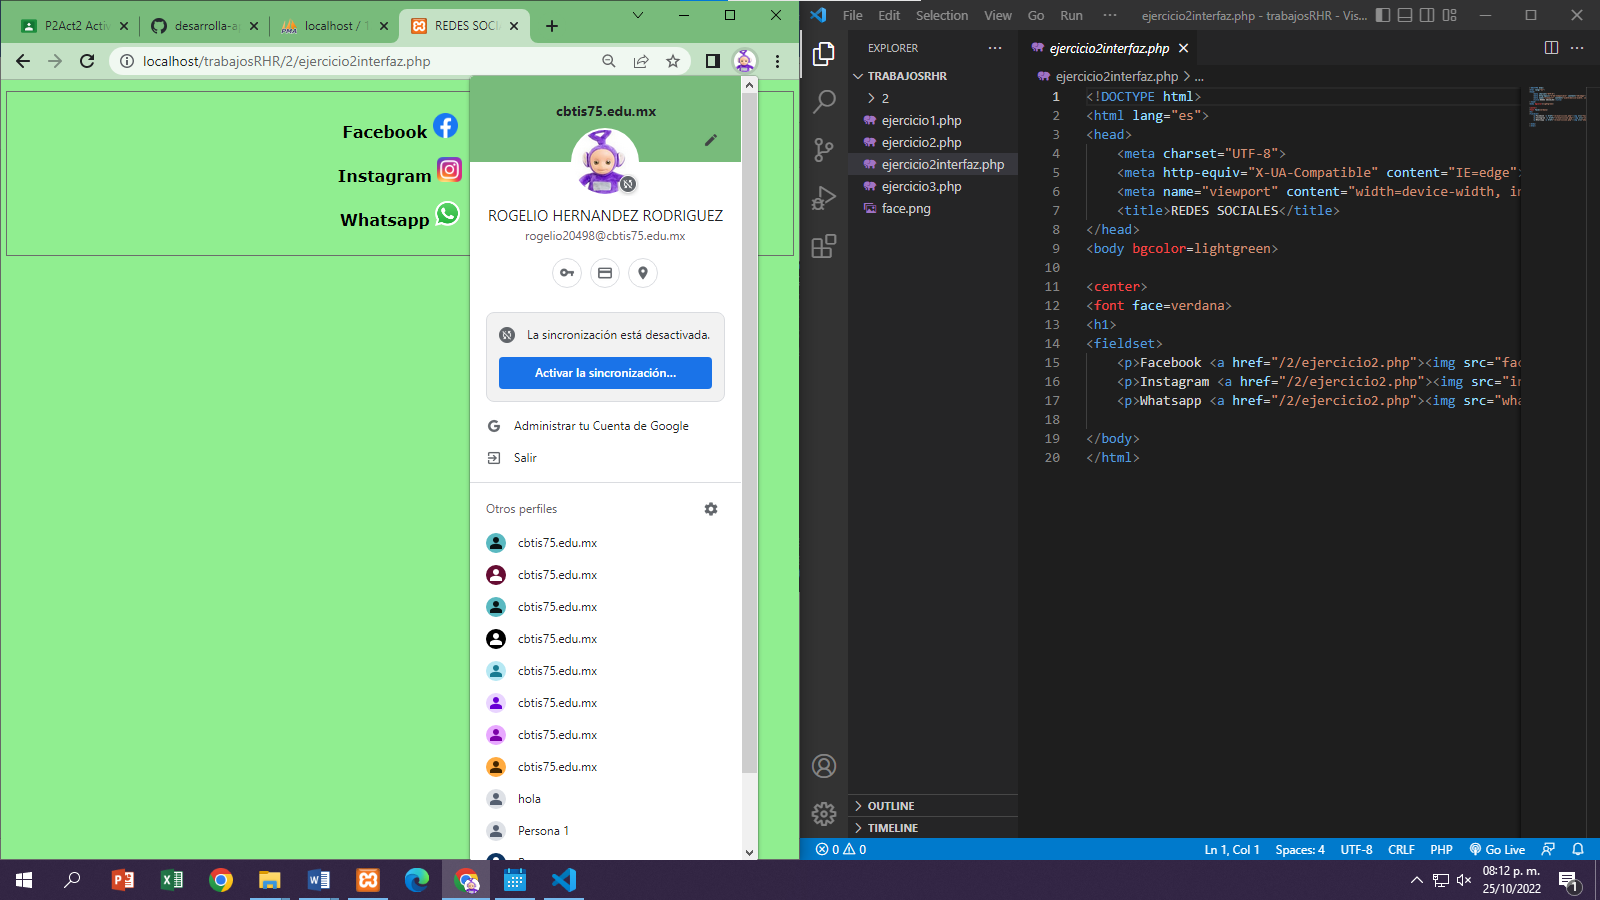 P2Act2 Activ
desarrolla-ap
localhost / 1
REDES SOCI
localhost/trabajosRHR/2/ejercicio2interfaz.php
Facebook
Instagram
Whatsapp
cbtis75.edu.mx
ROGELIO HERNANDEZ RODRIGUEZ
rogelio20498@cbtis75.edu.mx
La sincronización está desactivada.
Activar la sincronización...
Administrar tu Cuenta de Google
Salir
Otros perfiles
cbtis75.edu.mx
cbtis75.edu.mx
cbtis75.edu.mx
cbtis75.edu.mx
cbtis75.edu.mx
cbtis75.edu.mx
cbtis75.edu.mx
cbtis75.edu.mx
hola
Persona 1
File Edit Selection View Go Run ··· ejercicio2interfaz.php - trabajosRHR - Vis...
EXPLORER
TRABAJOSRHR
2
ejercicio1.php
ejercicio2.php
ejercicio2interfaz.php
ejercicio3.php
face.png
OUTLINE
TIMELINE
ejercicio2interfaz.php
ejercicio2interfaz.php > ...
1 <!DOCTYPE html>
2 <html lang="es">
3 <head>
4 <meta charset="UTF-8">
5 <meta http-equiv="X-UA-Compatible" content="IE=edge">
6 <meta name="viewport" content="width=device-width, in
7 <title>REDES SOCIALES</title>
8 </head>
9 <body bgcolor=lightgreen>
10
11 <center>
12 <font face=verdana>
13 <h1>
14 <fieldset>
15 <p>Facebook <a href="/2/ejercicio2.php"><img src="fac
16 <p>Instagram <a href="/2/ejercicio2.php"><img src="in
17 <p>Whatsapp <a href="/2/ejercicio2.php"><img src="wha
18
19 </body>
20 </html>
0 0 Ln 1, Col 1 Spaces: 4 UTF-8 CRLF PHP Go Live
08:12 p. m.
25/10/2022
1